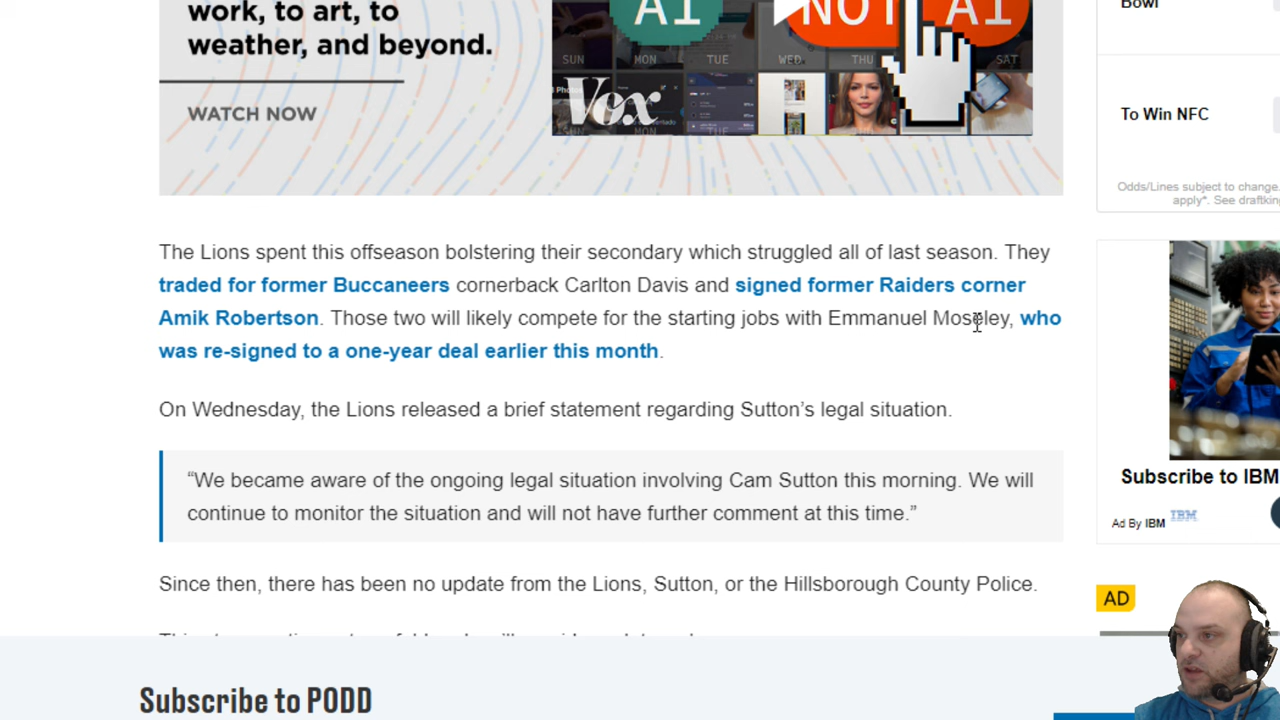 work, to art, to
weather, and beyond.
WATCH NOW
AI
NOT AI
SUN MON TUE WED THU SAT
Vox
Bowl
To Win NFC
Odds/Lines subject to change.
apply*. See draftkin
The Lions spent this offseason bolstering their secondary which struggled all of last season. They
traded for former Buccaneers cornerback Carlton Davis and signed former Raiders corner
Amik Robertson. Those two will likely compete for the starting jobs with Emmanuel Moseley, who
was re-signed to a one-year deal earlier this month.
On Wednesday, the Lions released a brief statement regarding Sutton’s legal situation.
“We became aware of the ongoing legal situation involving Cam Sutton this morning. We will
continue to monitor the situation and will not have further comment at this time.”
Since then, there has been no update from the Lions, Sutton, or the Hillsborough County Police.
Subscribe to IBM
Ad By IBM
IBM
AD
Subscribe to PODD